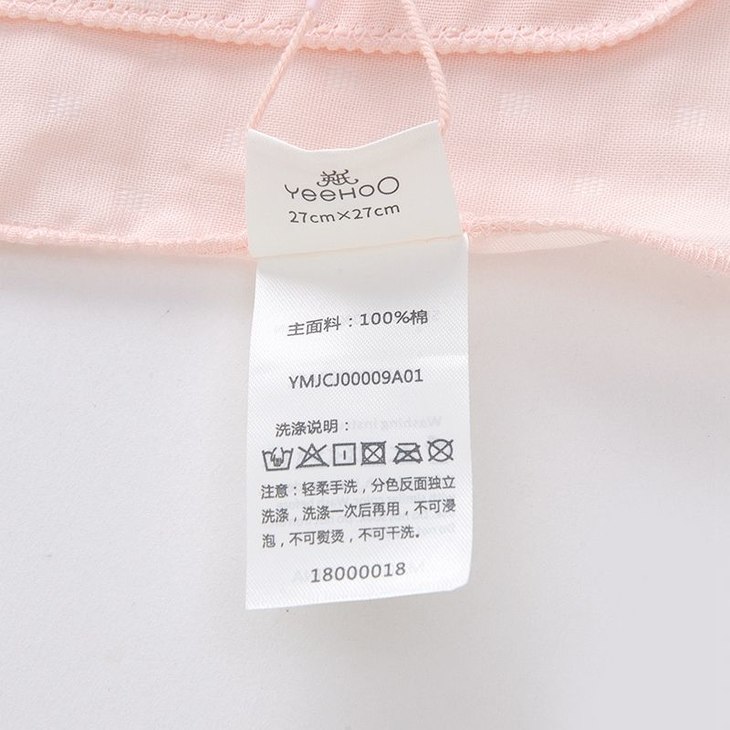 英氏
YeeHoO
27cm×27cm
主面料：100%棉
YMJCJ00009A01
洗涤说明：
注意：轻柔手洗，分色反面独立
洗涤，洗涤一次后再用，不可浸
泡，不可熨烫，不可干洗。
18000018